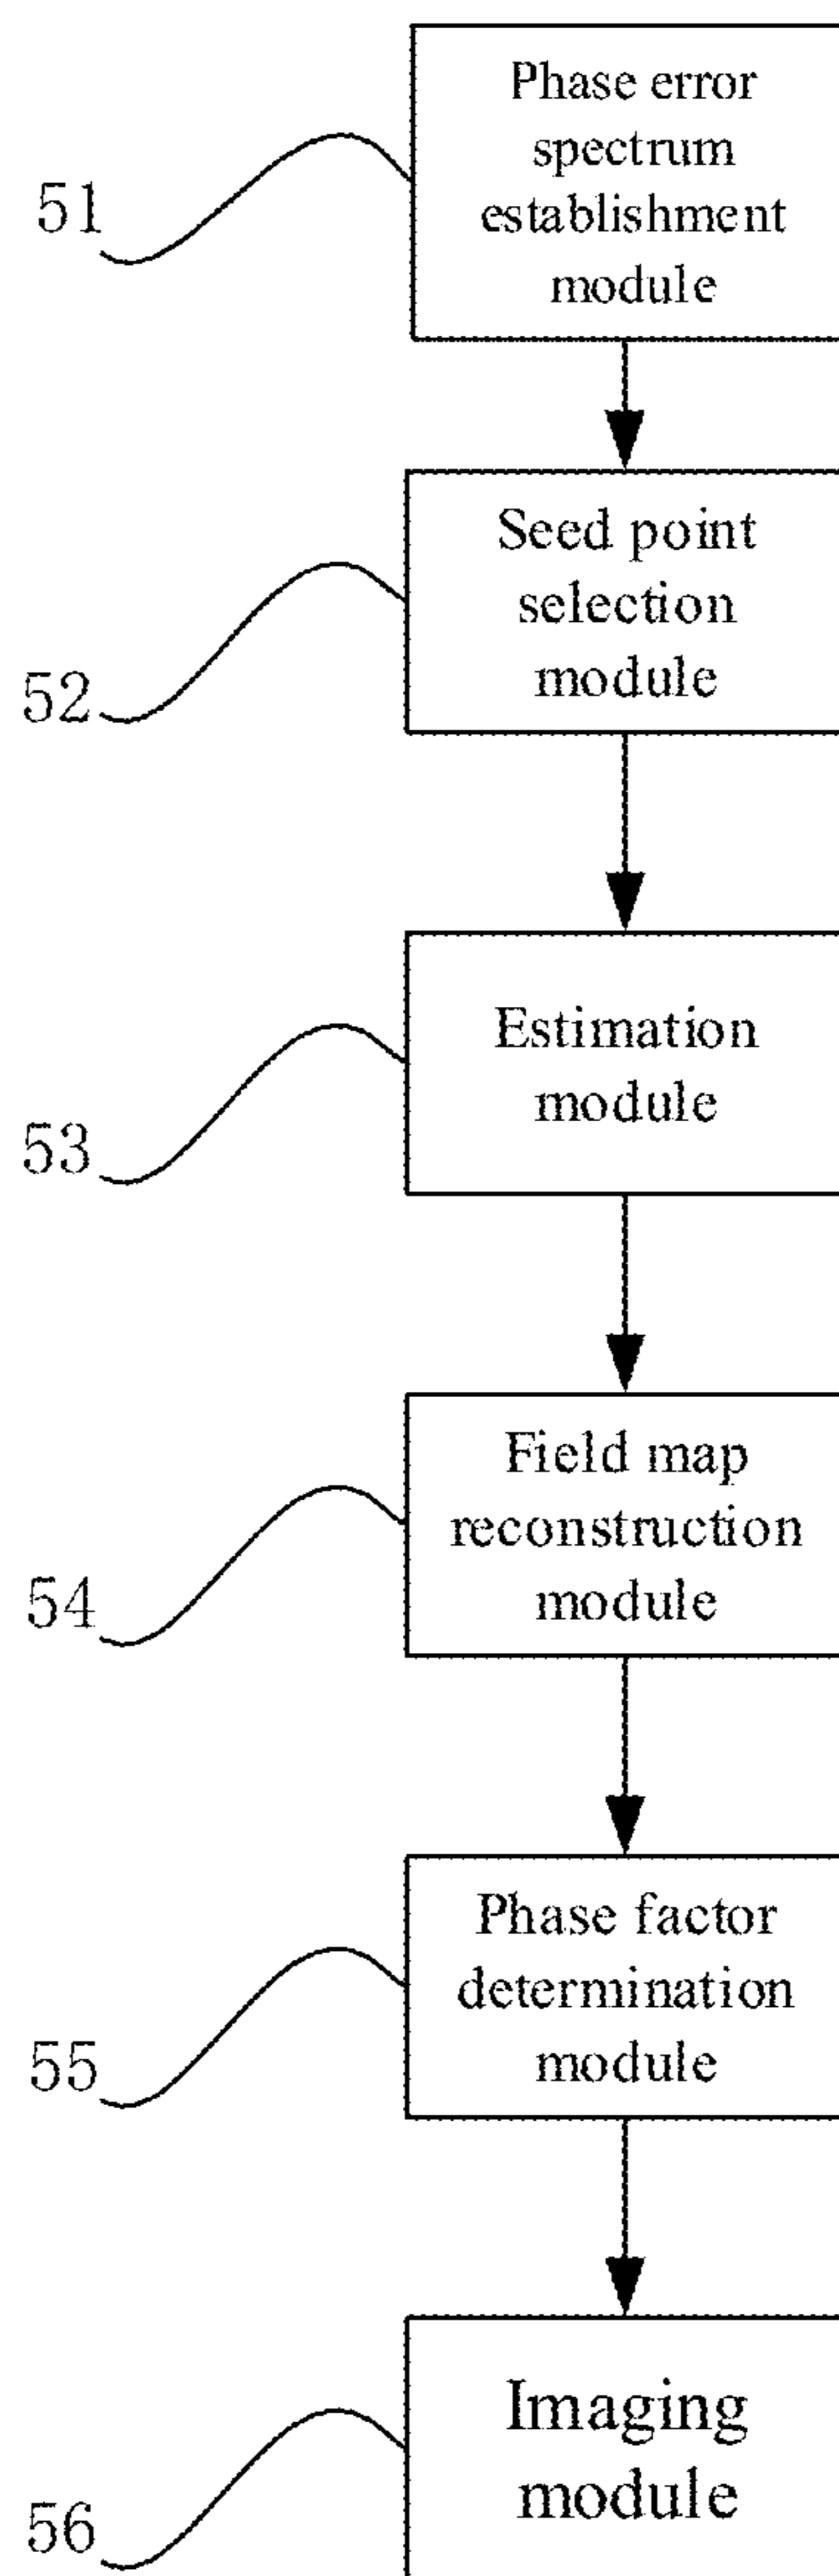 Phase error
spectrum
establishment
module
51
Seed point
selection
module
52
Estimation
module
53
Field map
reconstruction
module
54
Phase factor
determination
module
55
Imaging
module
56